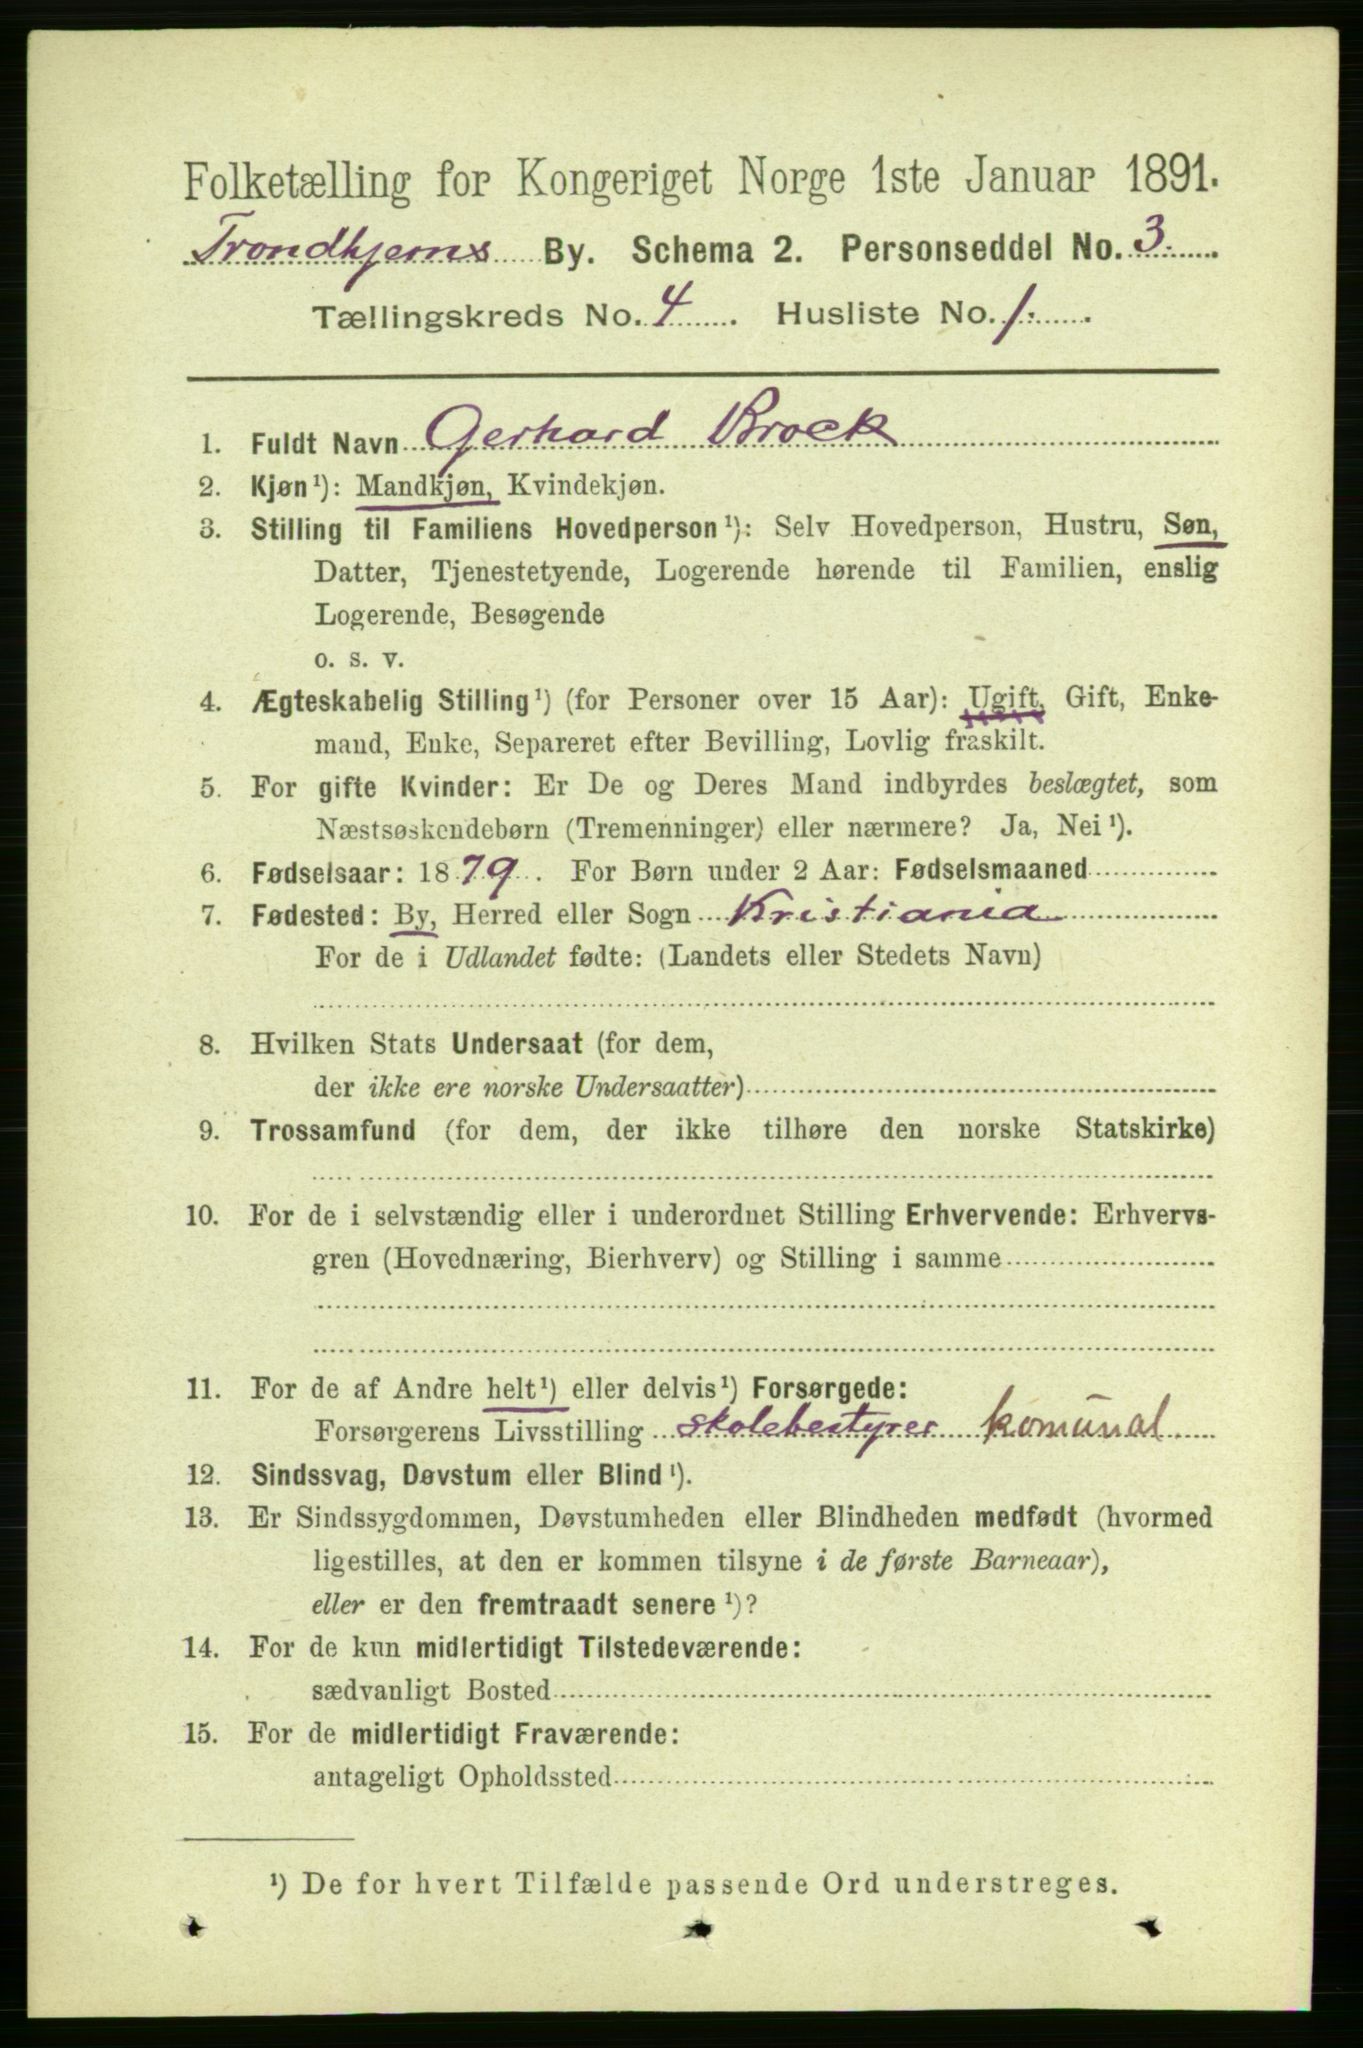 Folketælling for Kongeriget Norge 1ste Januar 1891.
Trondhjems By. Schema 2. Personseddel No. 3.
Tællingskreds No. 4. Husliste No. 1.
1. Fuldt Navn Gerhard Brock
2. Kjøn¹): Mandkjøn, Kvindekjøn.
3. Stilling til Familiens Hovedperson¹): Selv Hovedperson, Hustru, Søn,
Datter, Tjenestetyende, Logerende hørende til Familien, enslig
Logerende, Besøgende
o. s. v.
4. Ægteskabelig Stilling¹) (for Personer over 15 Aar): Ugift, Gift, Enke-
mand, Enke, Separeret efter Bevilling, Lovlig fraskilt.
5. For gifte Kvinder: Er De og Deres Mand indbyrdes beslægtet, som
Næstsøskendebørn (Tremenninger) eller nærmere? Ja, Nei¹).
6. Fødselsaar: 1879. For Børn under 2 Aar: Fødselsmaaned
7. Fødested: By, Herred eller Sogn Kristiania
For de i Udlandet fødte: (Landets eller Stedets Navn)
8. Hvilken Stats Undersaat (for dem,
der ikke ere norske Undersaatter)
9. Trossamfund (for dem, der ikke tilhøre den norske Statskirke)
10. For de i selvstændig eller i underordnet Stilling Erhvervende: Erhvervs-
gren (Hovednæring, Bierhverv) og Stilling i samme
11. For de af Andre helt¹) eller delvis¹) Forsørgede:
Forsørgerens Livsstilling skolebestyrer komunal
12. Sindssvag, Døvstum eller Blind¹).
13. Er Sindssygdommen, Døvstumheden eller Blindheden medfødt (hvormed
ligestilles, at den er kommen tilsyne i de første Barneaar),
eller er den fremtraadt senere¹)?
14. For de kun midlertidigt Tilstedeværende:
sædvanligt Bosted
15. For de midlertidigt Fraværende:
antageligt Opholdssted
¹) De for hvert Tilfælde passende Ord understreges.